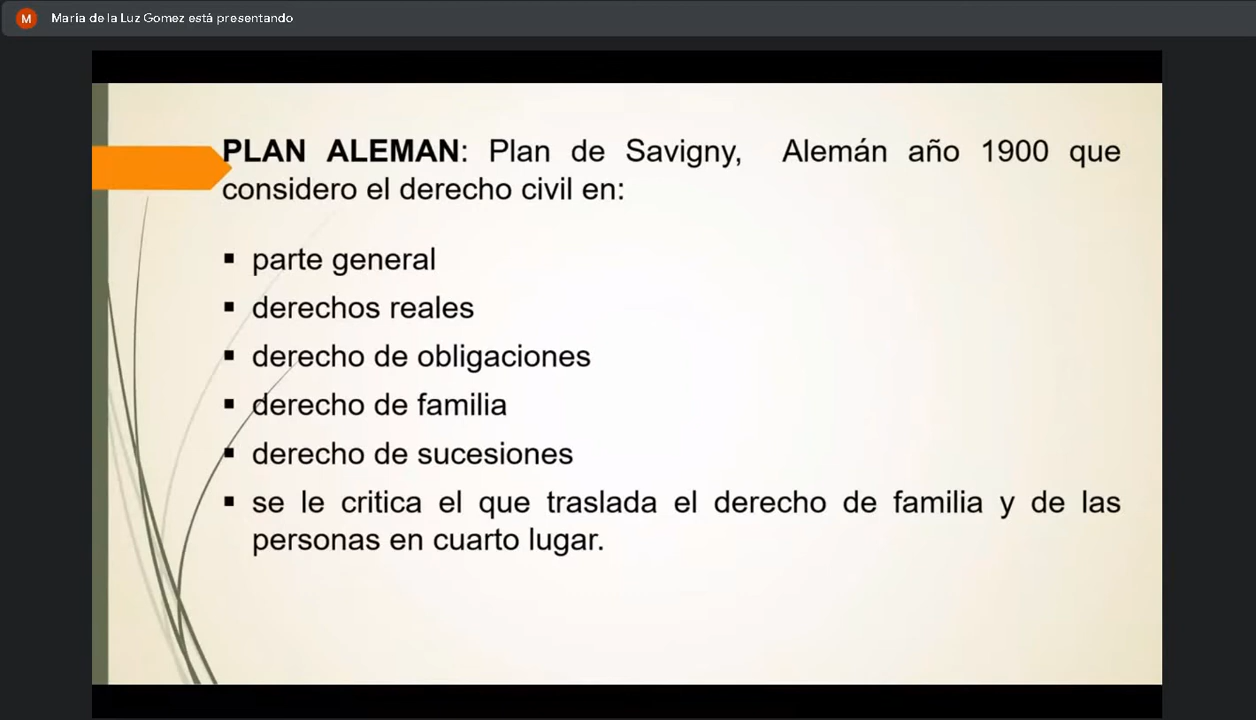 M María de la Luz Gomez está presentando
PLAN ALEMAN: Plan de Savigny, Alemán año 1900 que
considero el derecho civil en:
▪ parte general
▪ derechos reales
▪ derecho de obligaciones
▪ derecho de familia
▪ derecho de sucesiones
▪ se le critica el que traslada el derecho de familia y de las
personas en cuarto lugar.